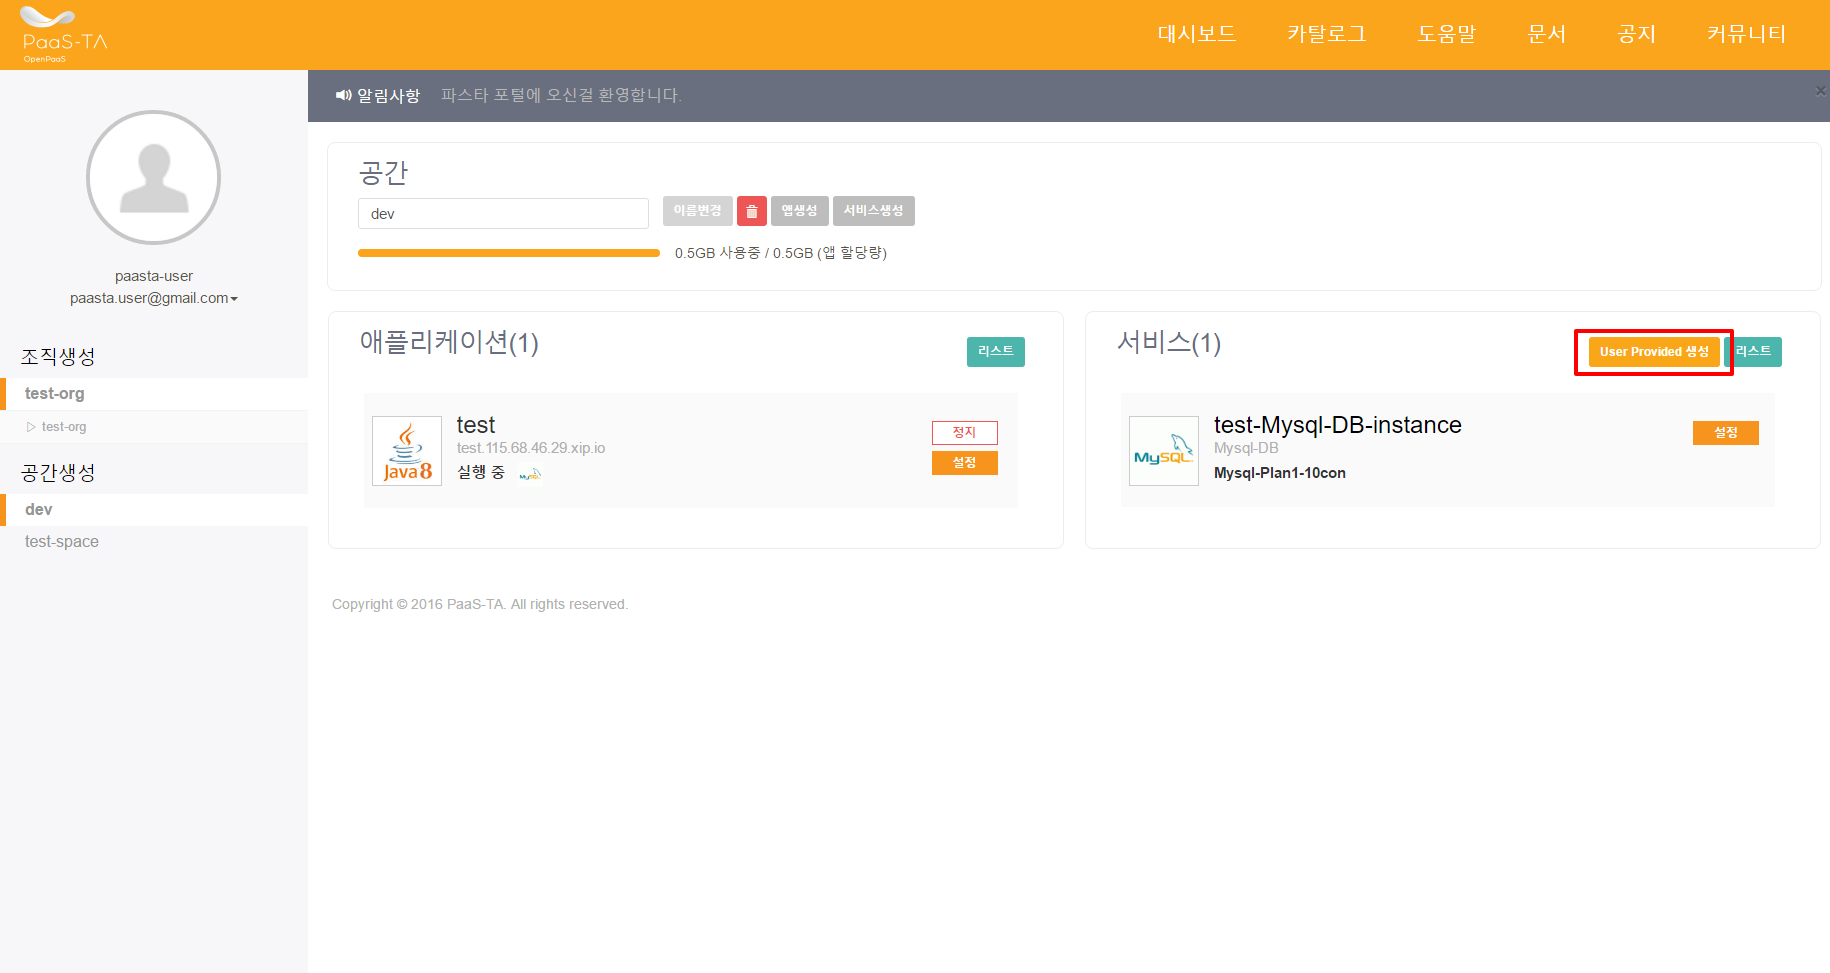 PaaS-TA
OpenPaaS
대시보드 카탈로그 도움말 문서 공지 커뮤니티
알림사항 파스타 포털에 오신걸 환영합니다. ×
paasta-user
paasta.user@gmail.com
조직생성
test-org
test-org
공간생성
dev
test-space
공간
dev 이름변경 앱생성 서비스생성
0.5GB 사용중 / 0.5GB (앱 할당량)
애플리케이션(1) 리스트
Java8
test
test.115.68.46.29.xip.io
실행 중 MySQL
정지
설정
서비스(1) User Provided 생성 리스트
MySQL
test-Mysql-DB-instance
Mysql-DB
Mysql-Plan1-10con
설정
Copyright © 2016 PaaS-TA. All rights reserved.